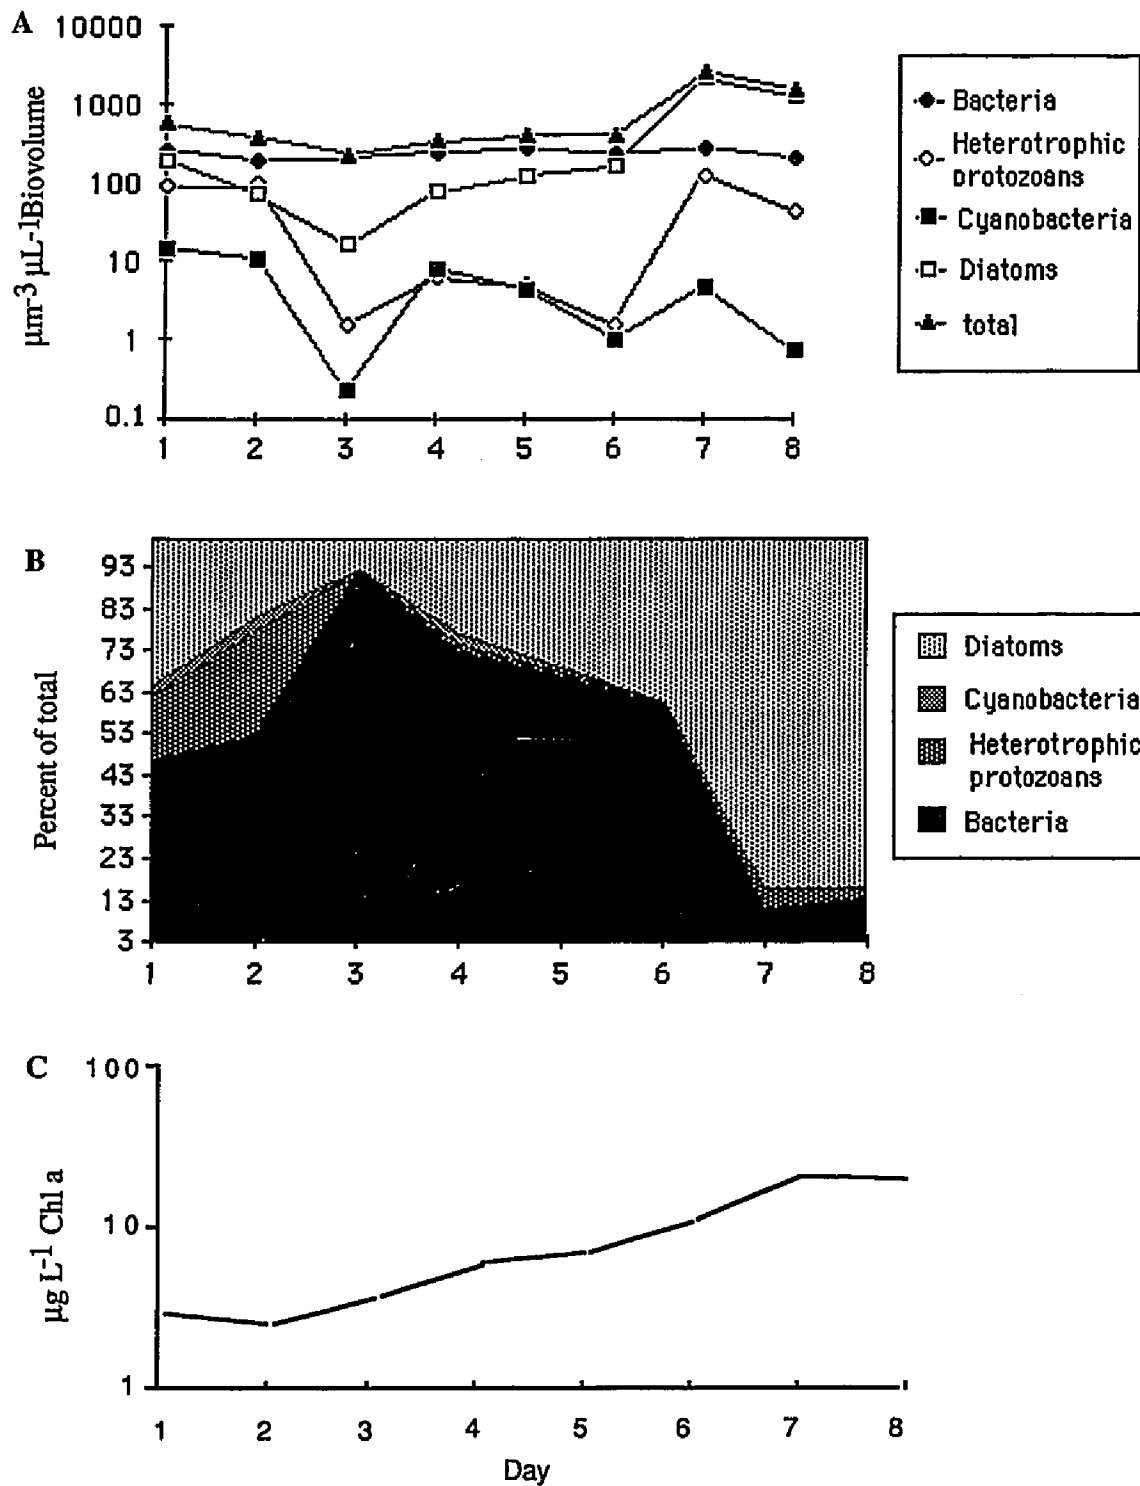 A
10000
1000
100
10
1
0.1
µm-3 µL-1Biovolume
1 2 3 4 5 6 7 8
Bacteria
Heterotrophic
protozoans
Cyanobacteria
Diatoms
total
B
93
83
73
63
53
43
33
23
13
3
Percent of total
1 2 3 4 5 6 7 8
Diatoms
Cyanobacteria
Heterotrophic
protozoans
Bacteria
C
100
10
1
µg L-1 Chl a
1 2 3 4 5 6 7 8
Day